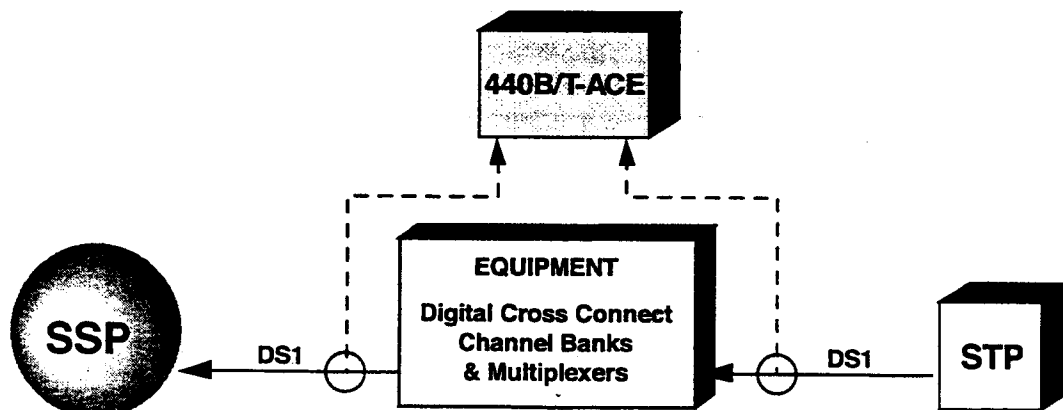 440B/T-ACE
EQUIPMENT
Digital Cross Connect
Channel Banks
& Multiplexers
SSP
DS1
DS1
STP